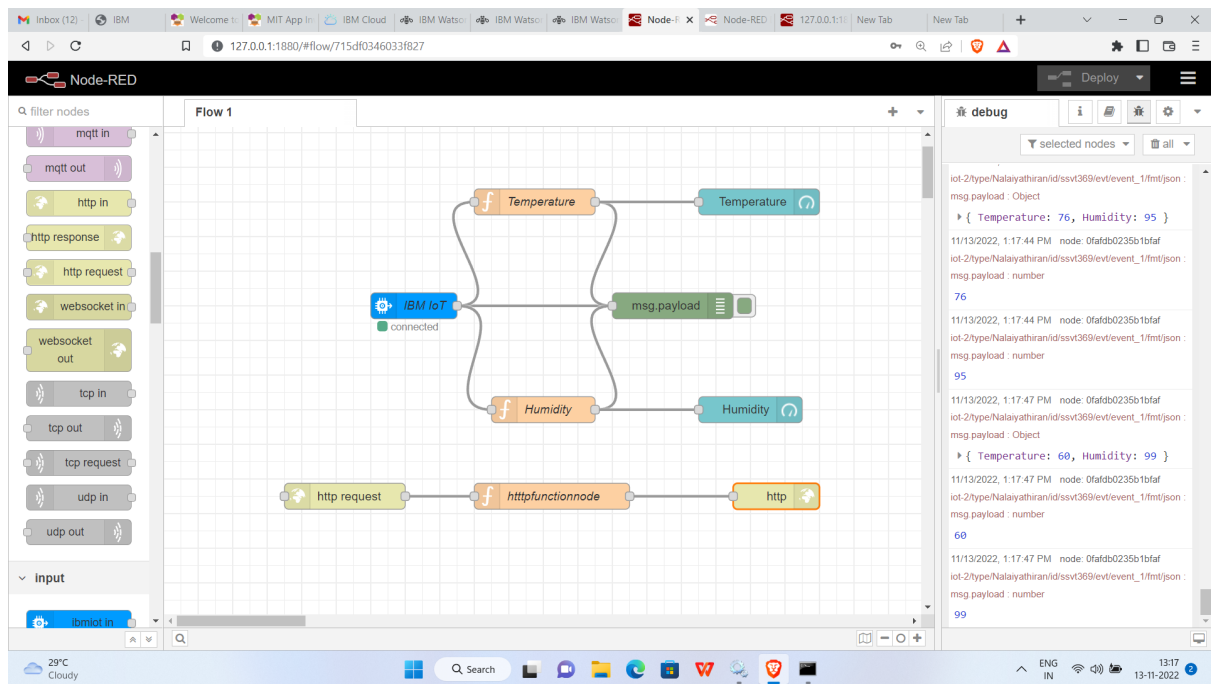 Inbox (12)
IBM
Welcome to
MIT App In
IBM Cloud
IBM Watso
IBM Watso
IBM Watso
Node-R
Node-RED
127.0.0.1:1
New Tab
New Tab
127.0.0.1:1880/#flow/715df0346033f827
Node-RED
Deploy
filter nodes
Flow 1
debug
selected nodes
all
mqtt in
mqtt out
http in
http response
http request
websocket in
websocket
out
tcp in
tcp out
tcp request
udp in
udp out
input
ibmiot in
Temperature
Temperature
IBM IoT
connected
msg.payload
Humidity
Humidity
http request
htttpfunctionnode
http
iot-2/type/Nalaiyathiran/id/ssvt369/evt/event_1/fmt/json :
msg.payload : Object
{ Temperature: 76, Humidity: 95 }
11/13/2022, 1:17:44 PM node: 0fafdb0235b1bfaf
iot-2/type/Nalaiyathiran/id/ssvt369/evt/event_1/fmt/json :
msg.payload : number
76
11/13/2022, 1:17:44 PM node: 0fafdb0235b1bfaf
iot-2/type/Nalaiyathiran/id/ssvt369/evt/event_1/fmt/json :
msg.payload : number
95
11/13/2022, 1:17:47 PM node: 0fafdb0235b1bfaf
iot-2/type/Nalaiyathiran/id/ssvt369/evt/event_1/fmt/json :
msg.payload : Object
{ Temperature: 60, Humidity: 99 }
11/13/2022, 1:17:47 PM node: 0fafdb0235b1bfaf
iot-2/type/Nalaiyathiran/id/ssvt369/evt/event_1/fmt/json :
msg.payload : number
60
11/13/2022, 1:17:47 PM node: 0fafdb0235b1bfaf
iot-2/type/Nalaiyathiran/id/ssvt369/evt/event_1/fmt/json :
msg.payload : number
99
29°C
Cloudy
Search
ENG
IN
13:17
13-11-2022
2